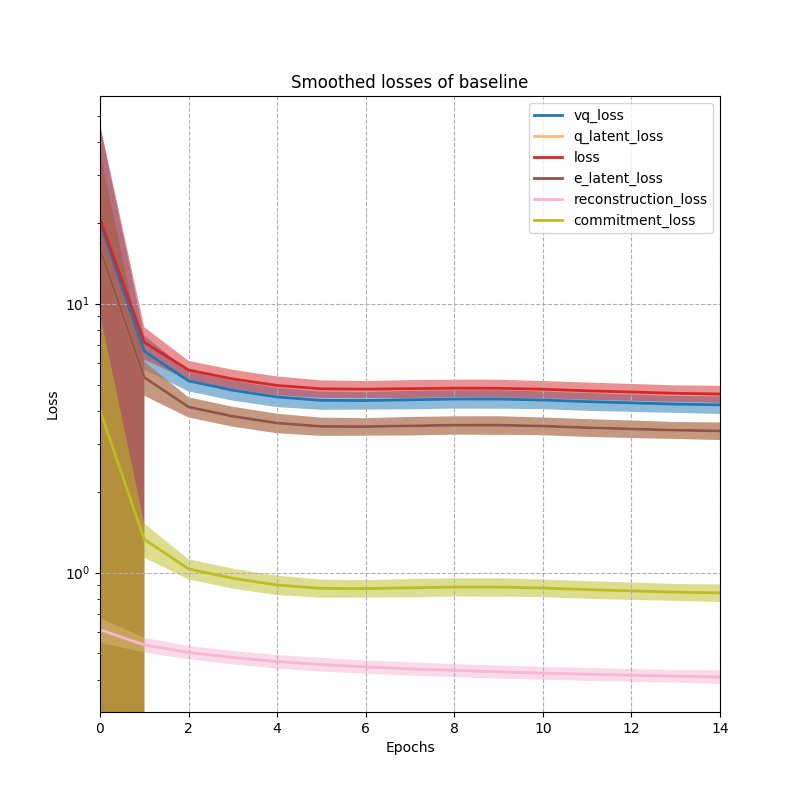 Smoothed losses of baseline
vq_loss
q_latent_loss
loss
e_latent_loss
reconstruction_loss
commitment_loss
10¹
10⁰
Loss
0 2 4 6 8 10 12 14
Epochs